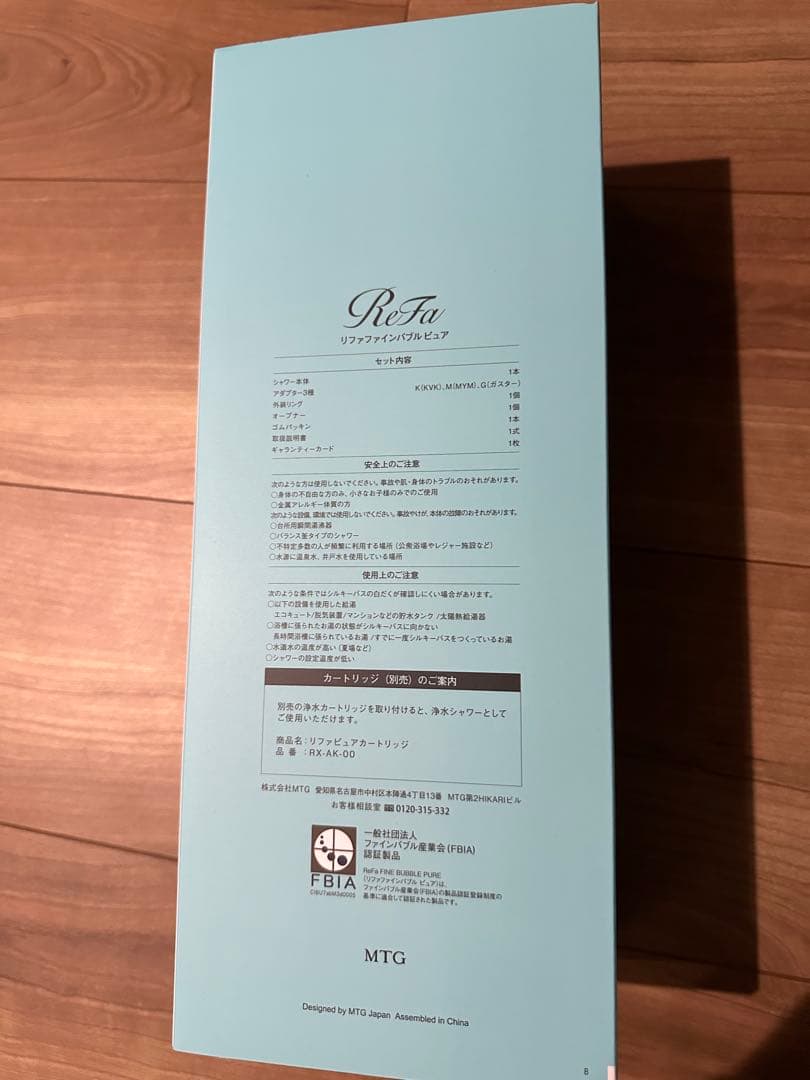 ReFa
リファファインバブル ピュア
セット内容
シャワー本体 1本
アダプター3種 K(KVK)、M(MYM)、G(ガスター)
外装リング 1個
オープナー 1個
ゴムパッキン 1本
取扱説明書 1式
ギャランティーカード 1枚
安全上のご注意
次のような方は使用しないでください。事故や肌・身体のトラブルのおそれがあります。
○身体の不自由な方のみ、小さなお子様のみでのご使用
○金属アレルギー体質の方
次のような設備、環境では使用しないでください。事故やけが、本体の故障のおそれがあります。
○台所用瞬間湯沸器
○バランス釜タイプのシャワー
○不特定多数の人が頻繁に利用する場所（公衆浴場やレジャー施設など）
○水源に温泉水、井戸水を使用している場所
使用上のご注意
次のような条件ではシルキーバスの白だくが確認しにくい場合があります。
○以下の設備を使用した給湯
エコキュート/脱気装置/マンションなどの貯水タンク/太陽熱給湯器
○浴槽に張られたお湯の状態がシルキーバスに向かない
長時間浴槽に張られているお湯/すでに一度シルキーバスをつくっているお湯
○水道水の温度が高い（夏場など）
○シャワーの設定温度が低い
カートリッジ（別売）のご案内
別売の浄水カートリッジを取り付けると、浄水シャワーとして
ご使用いただけます。
商品名：リファピュアカートリッジ
品 番：RX-AK-00
株式会社MTG 愛知県名古屋市中村区本陣通4丁目13番 MTG第2HIKARIビル
お客様相談室 0120-315-332
一般社団法人
ファインバブル産業会(FBIA)
認証製品
FBIA
ReFa FINE BUBBLE PURE
（リファファインバブル ピュア）は、
ファインバブル産業会(FBIA)の製品認証登録制度の
基準に適合して認証された製品です。
MTG
Designed by MTG Japan Assembled in China
B